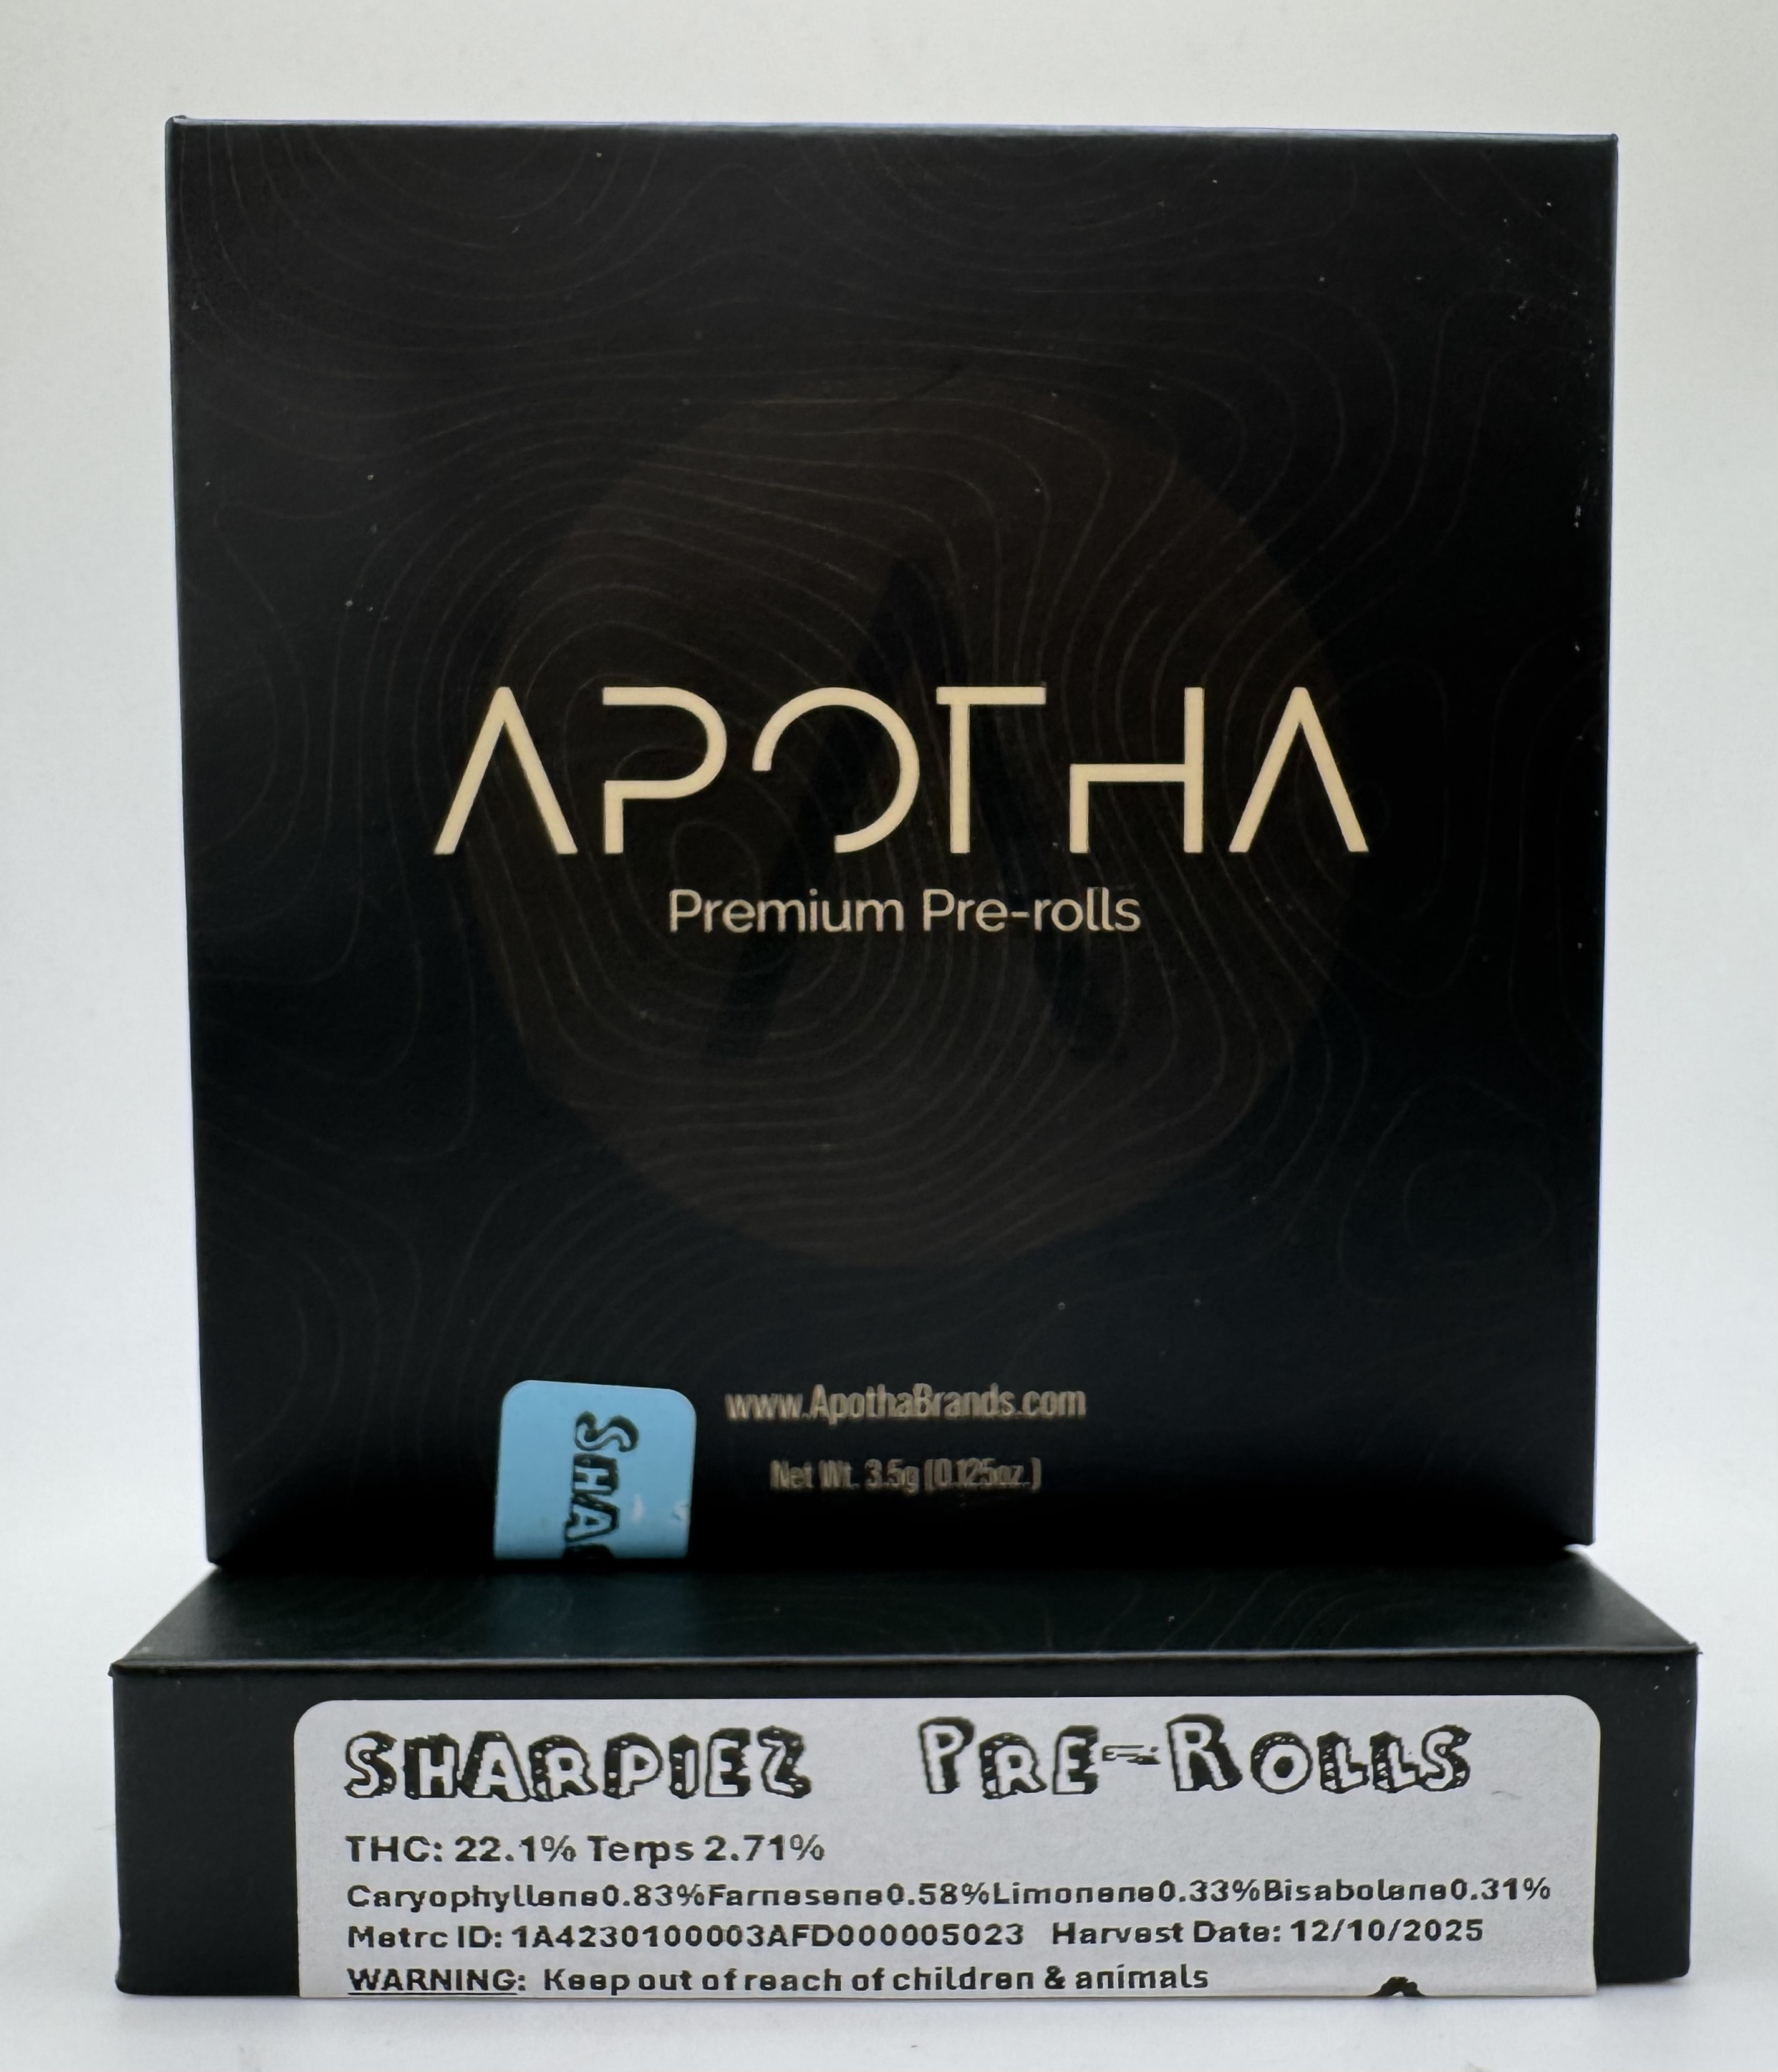 APOTHA
Premium Pre-rolls
www.ApothaBrands.com
Net Wt. 3.5g (0.125oz.)
SHARPIEZ PRE-ROLLS
THC: 22.1% Terps 2.71%
Caryophyllene0.83%Farnesene0.58%Limonene0.33%Bisabolene0.31%
Metrc ID: 1A4230100003AFD000005023 Harvest Date: 12/10/2025
WARNING: Keep out of reach of children & animals